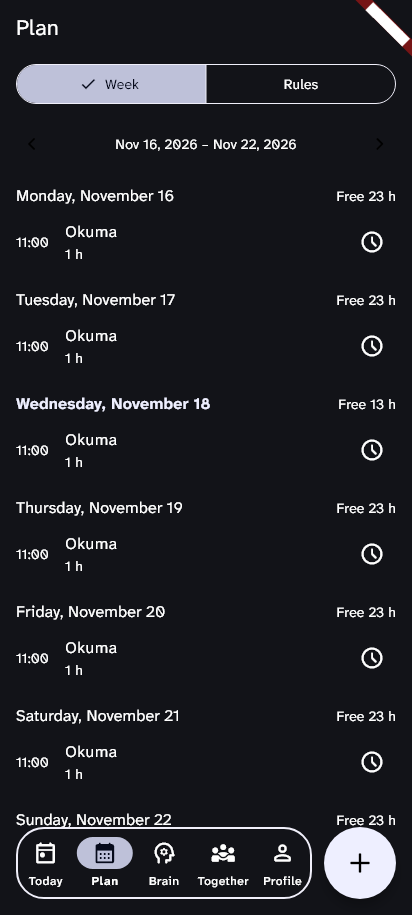 Plan
Week
Rules
Nov 16, 2026 – Nov 22, 2026
Monday, November 16
Free 23 h
11:00
Okuma
1 h
Tuesday, November 17
Free 23 h
11:00
Okuma
1 h
Wednesday, November 18
Free 13 h
11:00
Okuma
1 h
Thursday, November 19
Free 23 h
11:00
Okuma
1 h
Friday, November 20
Free 23 h
11:00
Okuma
1 h
Saturday, November 21
Free 23 h
11:00
Okuma
1 h
Sunday, November 22
Free 23 h
Today
Plan
Brain
Together
Profile